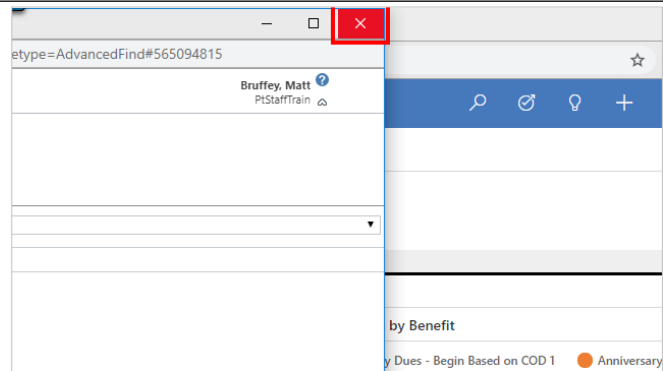 etype=AdvancedFind#565094815
Bruffey, Matt ?
PtStaffTrain
by Benefit
y Dues - Begin Based on COD 1
Anniversary